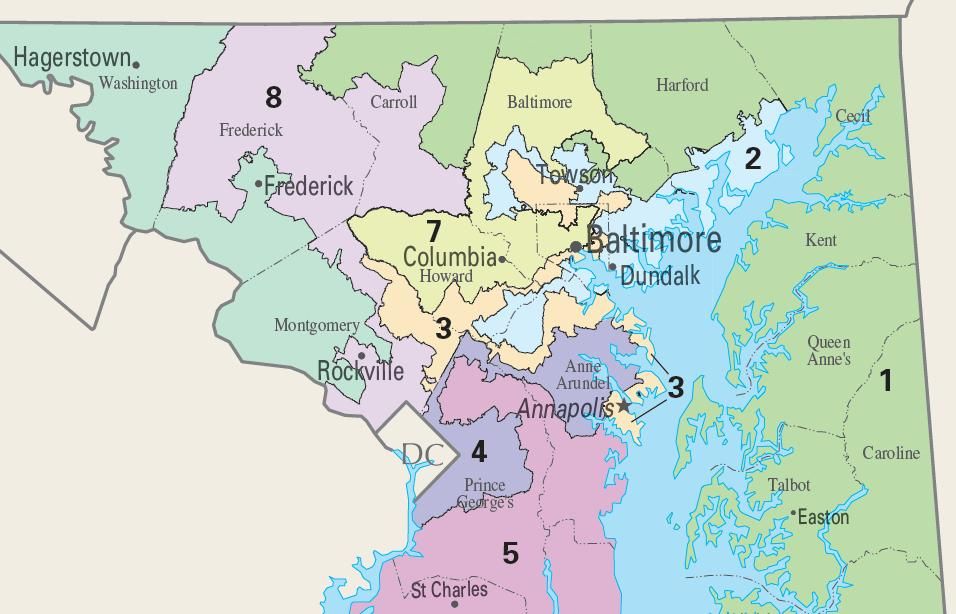 Hagerstown
Washington
8
Carroll
Baltimore
Harford
Cecil
Frederick
2
Towson
Frederick
7
Columbia
Howard
Baltimore
Dundalk
Kent
3
Montgomery
Rockville
Anne
Arundel
Annapolis
3
Queen
Anne's
1
DC
4
Prince
George's
Caroline
Talbot
Easton
5
St Charles